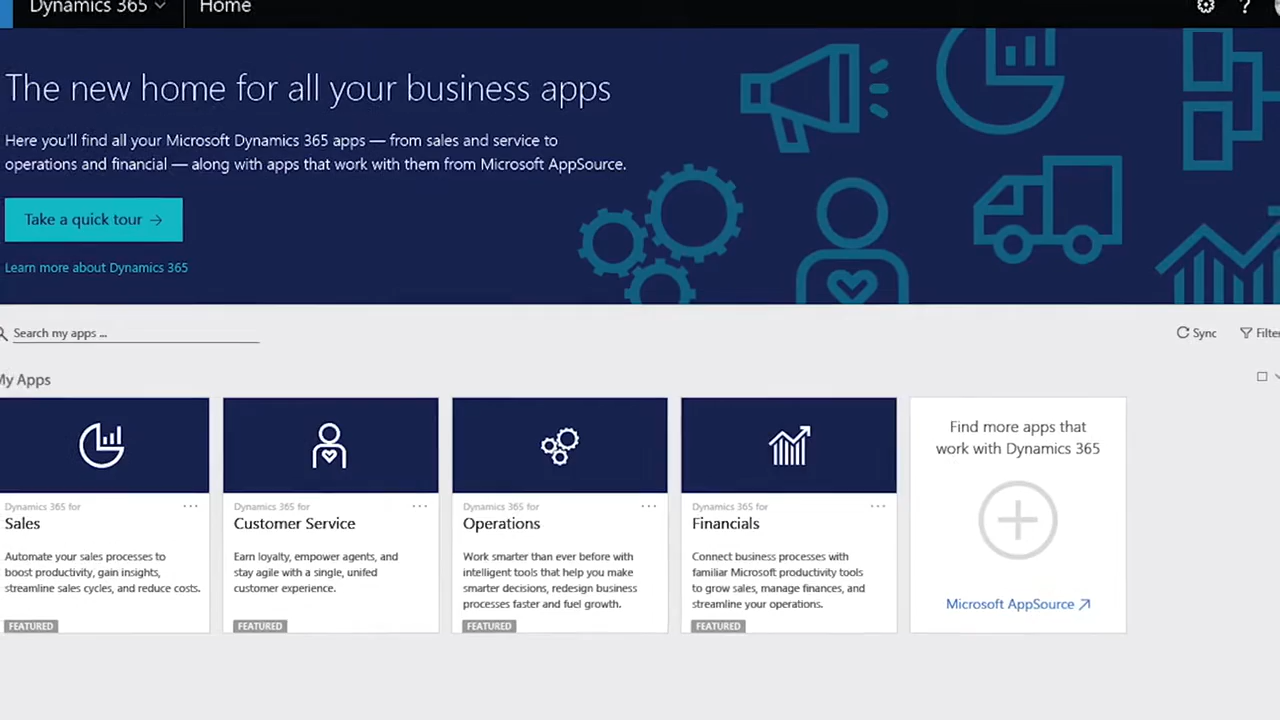 Dynamics 365
Home
?
The new home for all your business apps
Here you'll find all your Microsoft Dynamics 365 apps — from sales and service to
operations and financial — along with apps that work with them from Microsoft AppSource.
Take a quick tour →
Learn more about Dynamics 365
Search my apps ...
Sync
Filter
My Apps
Dynamics 365 for
...
Sales
Automate your sales processes to
boost productivity, gain insights,
streamline sales cycles, and reduce costs.
FEATURED
Dynamics 365 for
...
Customer Service
Earn loyalty, empower agents, and
stay agile with a single, unifed
customer experience.
FEATURED
Dynamics 365 for
...
Operations
Work smarter than ever before with
intelligent tools that help you make
smarter decisions, redesign business
processes faster and fuel growth.
FEATURED
Dynamics 365 for
...
Financials
Connect business processes with
familiar Microsoft productivity tools
to grow sales, manage finances, and
streamline your operations.
FEATURED
Find more apps that
work with Dynamics 365
Microsoft AppSource